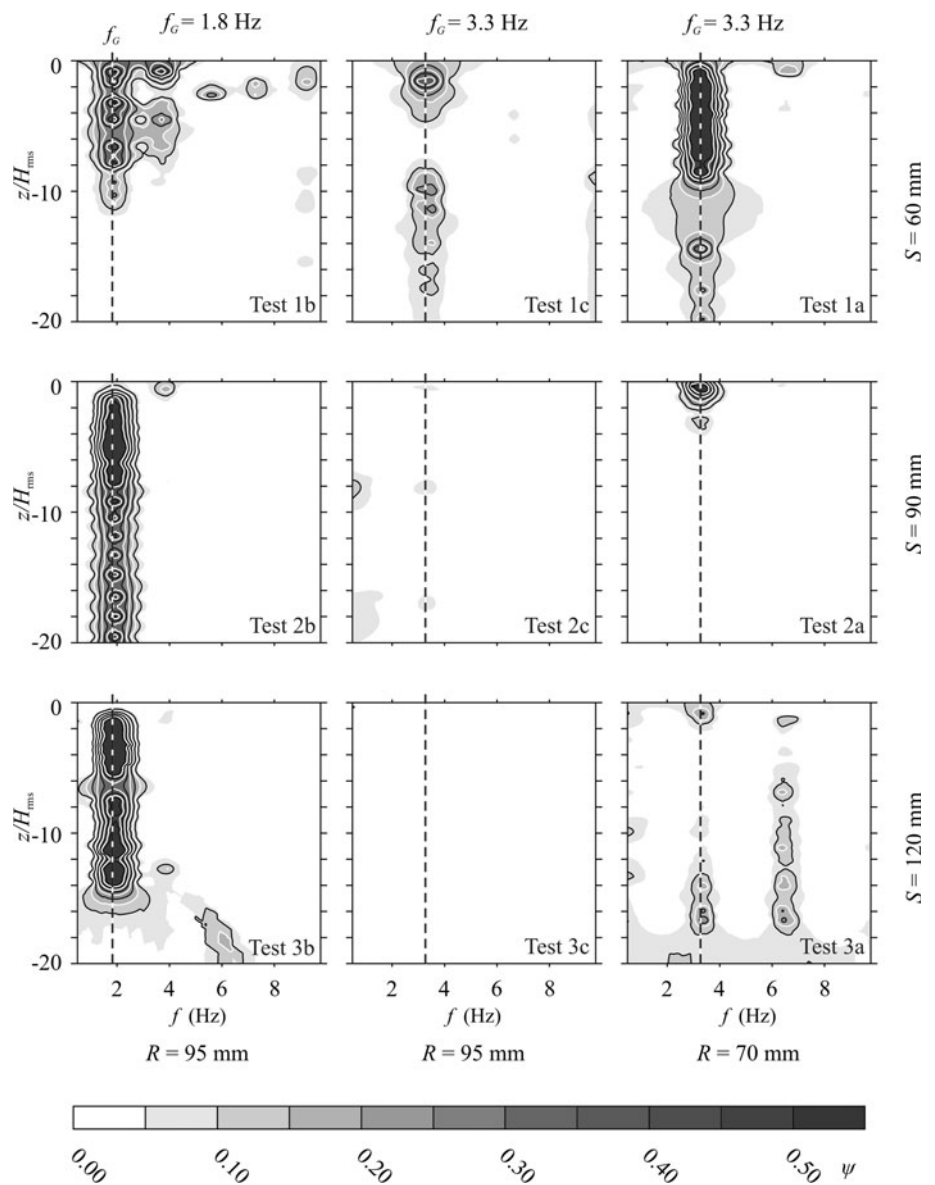 f_G = 1.8 Hz
f_G = 3.3 Hz
f_G = 3.3 Hz
f_G
0
z/H_rms
-10
-20
Test 1b
Test 1c
Test 1a
S = 60 mm
0
z/H_rms
-10
-20
Test 2b
Test 2c
Test 2a
S = 90 mm
0
z/H_rms
-10
-20
Test 3b
Test 3c
Test 3a
S = 120 mm
2 4 6 8
2 4 6 8
2 4 6 8
f (Hz)
f (Hz)
f (Hz)
R = 95 mm
R = 95 mm
R = 70 mm
0.00 0.10 0.20 0.30 0.40 0.50 ψ